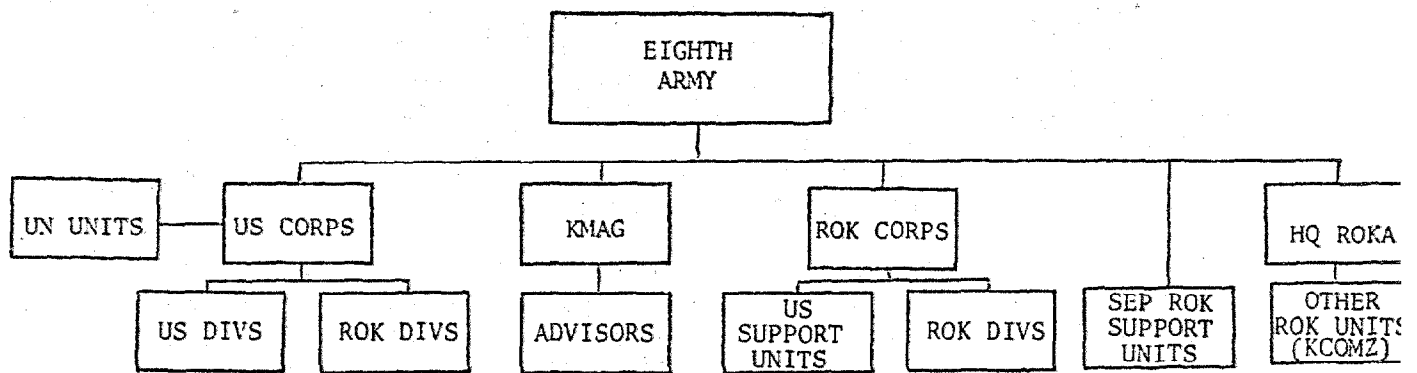 EIGHTH
ARMY
UN UNITS
US CORPS
KMAG
ROK CORPS
HQ ROKA
US DIVS
ROK DIVS
ADVISORS
US
SUPPORT
UNITS
ROK DIVS
SEP ROK
SUPPORT
UNITS
OTHER
ROK UNITS
(KCOMZ)